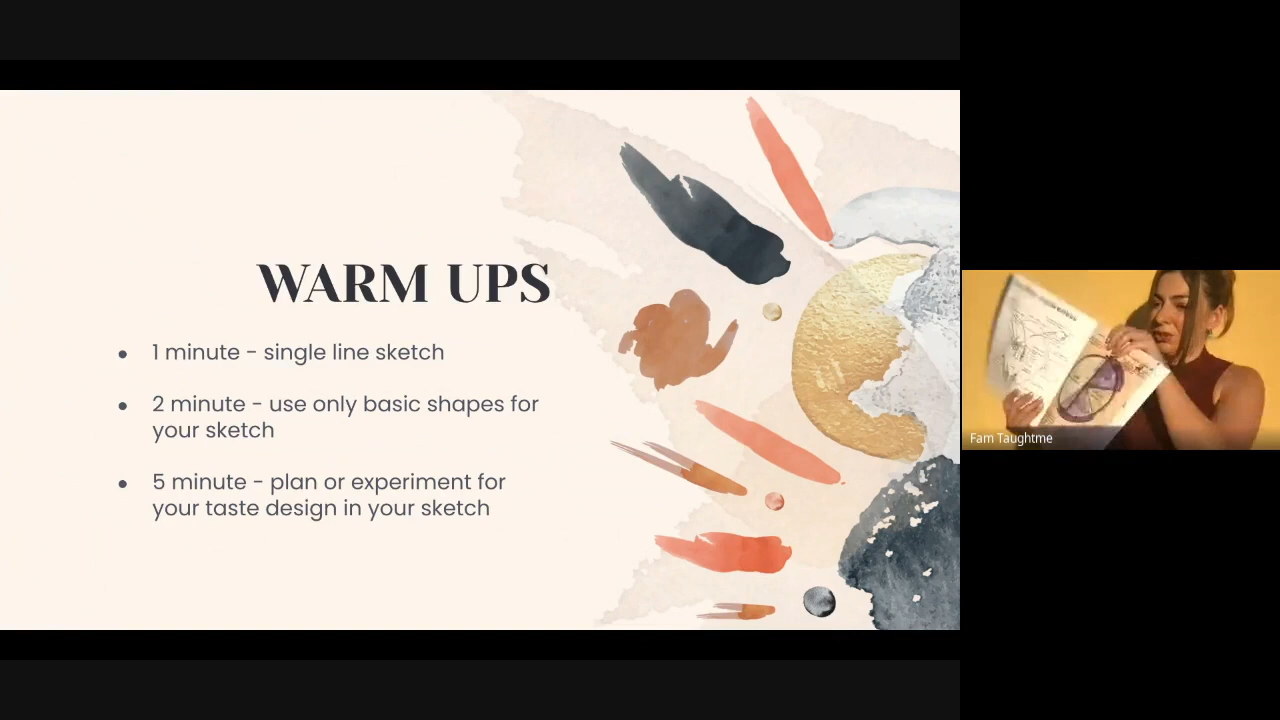 WARM UPS
● 1 minute - single line sketch
● 2 minute - use only basic shapes for
your sketch
● 5 minute - plan or experiment for
your taste design in your sketch
Fam Taughtme